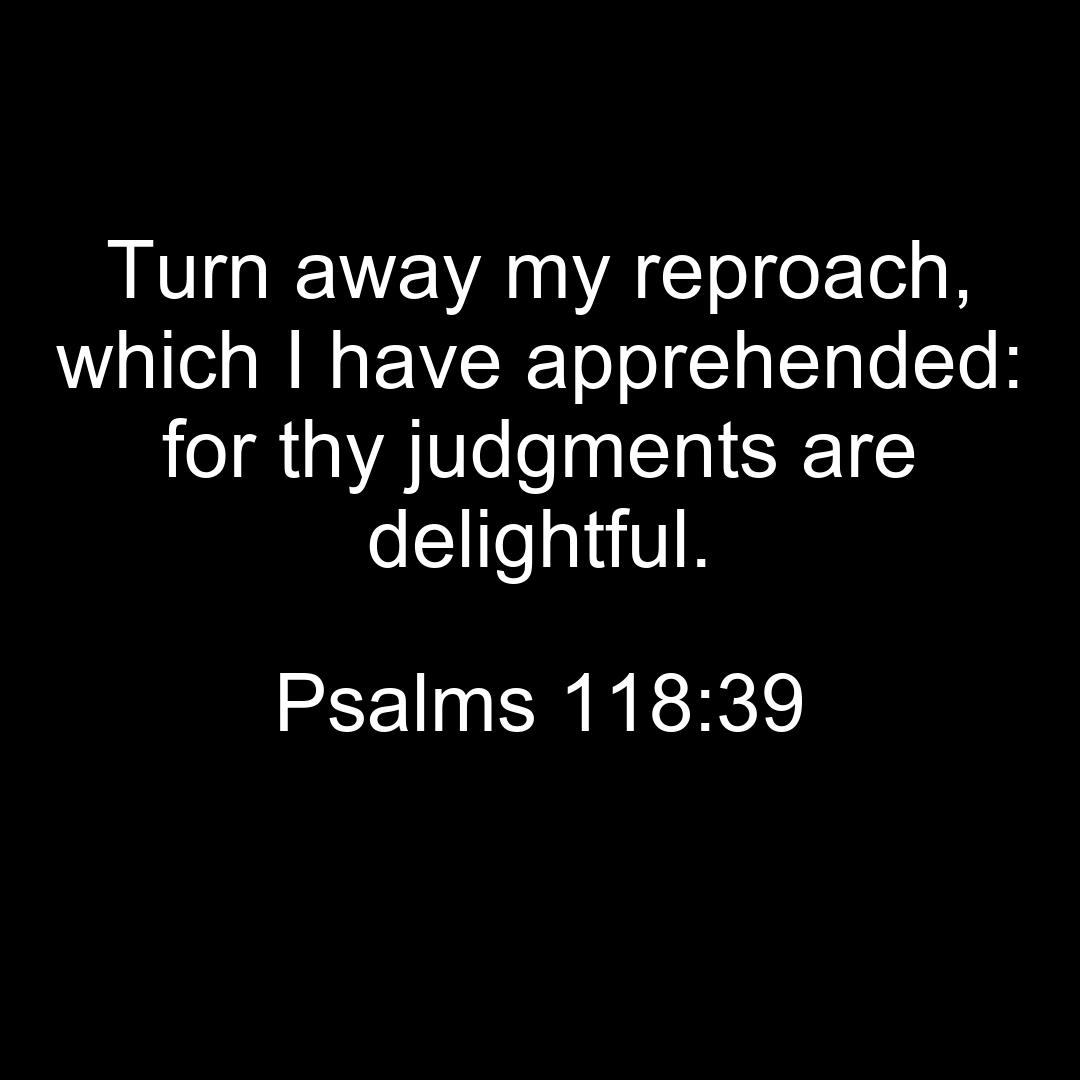 Turn away my reproach,
which I have apprehended:
for thy judgments are
delightful.
Psalms 118:39